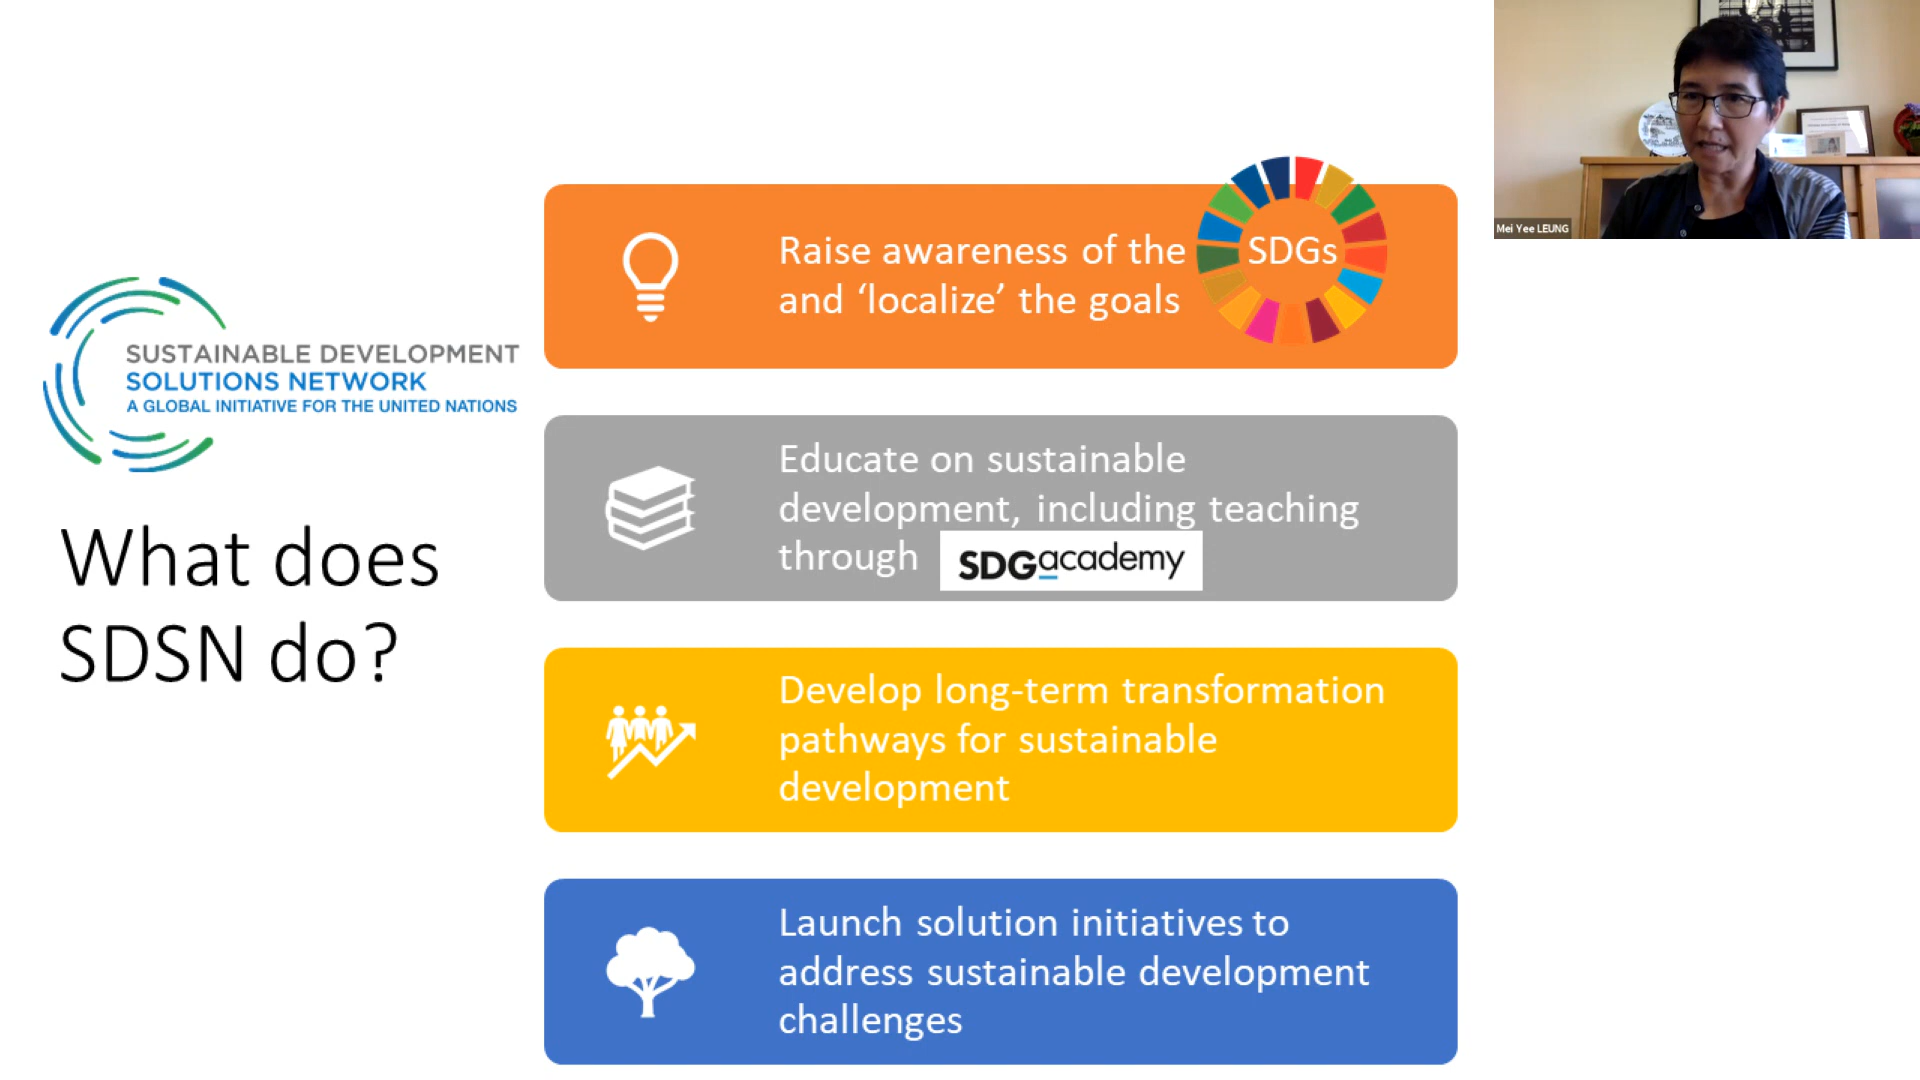 SUSTAINABLE DEVELOPMENT
SOLUTIONS NETWORK
A GLOBAL INITIATIVE FOR THE UNITED NATIONS
What does
SDSN do?
Raise awareness of the SDGs
and ‘localize’ the goals
Educate on sustainable
development, including teaching
through SDGacademy
Develop long-term transformation
pathways for sustainable
development
Launch solution initiatives to
address sustainable development
challenges
Mei Yee LEUNG